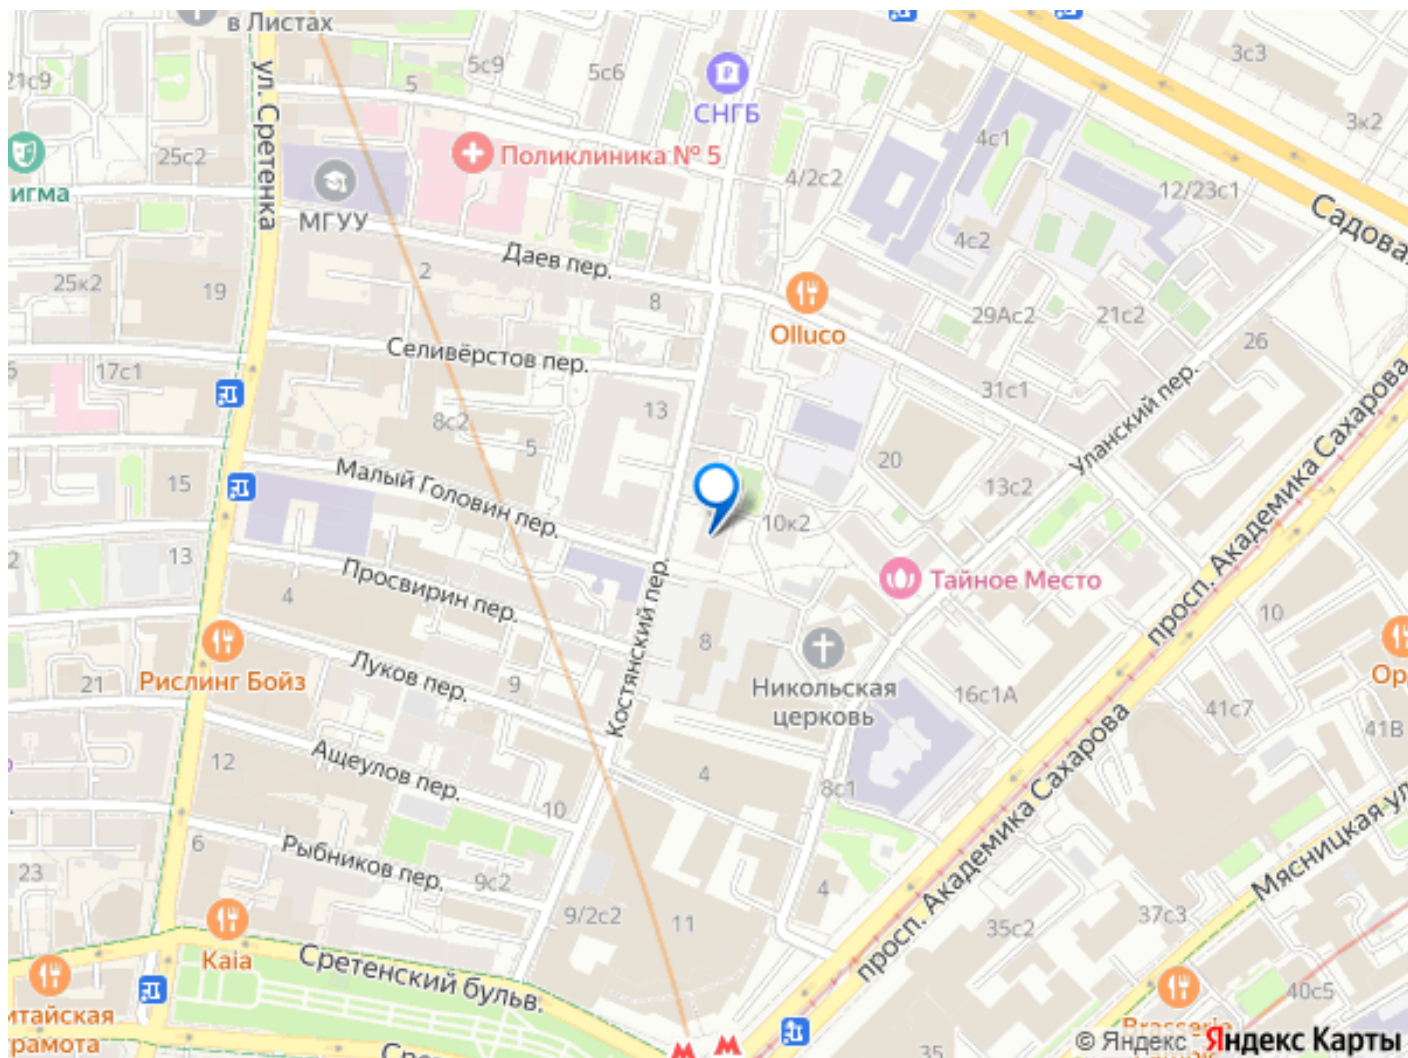 в Листах
ул. Сретенка
21с9
25с2
5с9
5
5с6
СНГБ
3с3
3к2
4с1
4/2с2
12/23с1
4с2
Поликлиника № 5
МГУУ
Даев пер.
Садовая
25к2
19
2
8
Olluco
29Ас2
21с2
26
Селивёрстов пер.
17с1
31с1
13
8с2
5
Уланский пер.
просп. Академика Сахарова
15
Малый Головин пер.
20
13с2
10к2
13
Просвирин пер.
4
Тайное Место
10
Костянский пер.
8
Рислинг Бойз
21
Луков пер.
9
Никольская
церковь
16с1А
41с7
41В
12
Ащеулов пер.
10
4
8с1
просп. Академика Сахарова
Мясницкая ул
6
Рыбников пер.
9с2
23
4
9/2с2
11
35с2
37с3
Kaia
Сретенский бульв.
40с5
Brasserie
35
© Яндекс Яндекс Карты